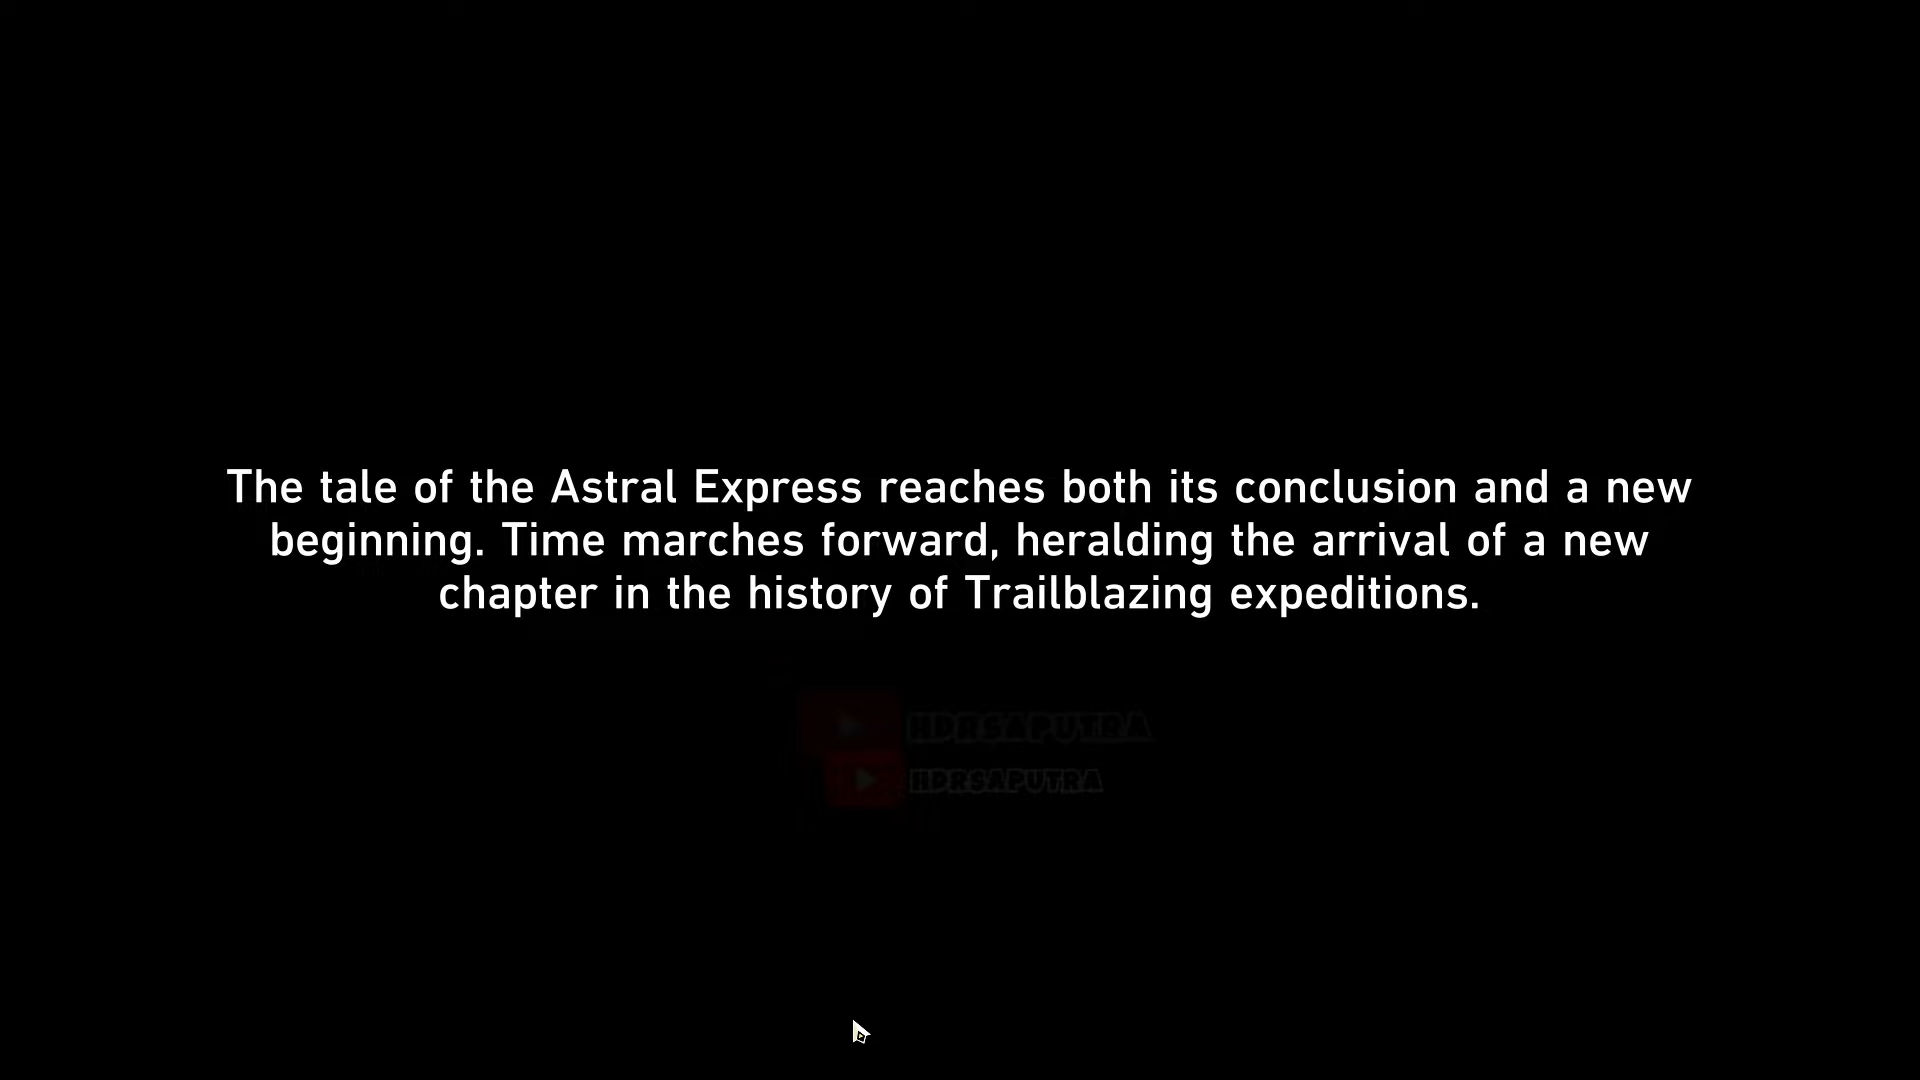 The tale of the Astral Express reaches both its conclusion and a new
beginning. Time marches forward, heralding the arrival of a new
chapter in the history of Trailblazing expeditions.
HDRSAPUTRA
HDRSAPUTRA